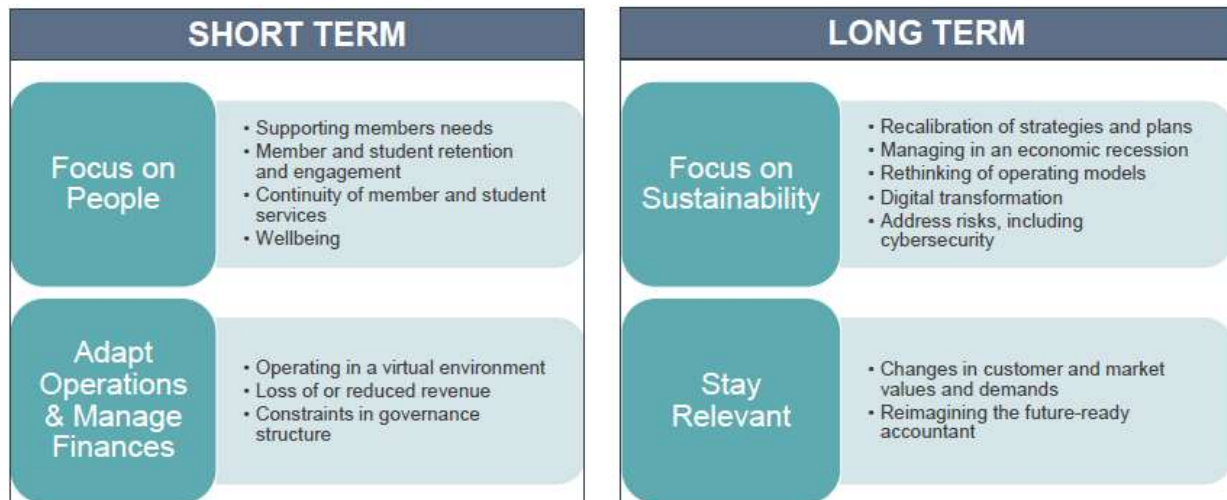 SHORT TERM
Focus on
People
• Supporting members needs
• Member and student retention
and engagement
• Continuity of member and student
services
• Wellbeing
Adapt
Operations
& Manage
Finances
• Operating in a virtual environment
• Loss of or reduced revenue
• Constraints in governance
structure
LONG TERM
Focus on
Sustainability
• Recalibration of strategies and plans
• Managing in an economic recession
• Rethinking of operating models
• Digital transformation
• Address risks, including
cybersecurity
Stay
Relevant
• Changes in customer and market
values and demands
• Reimagining the future-ready
accountant